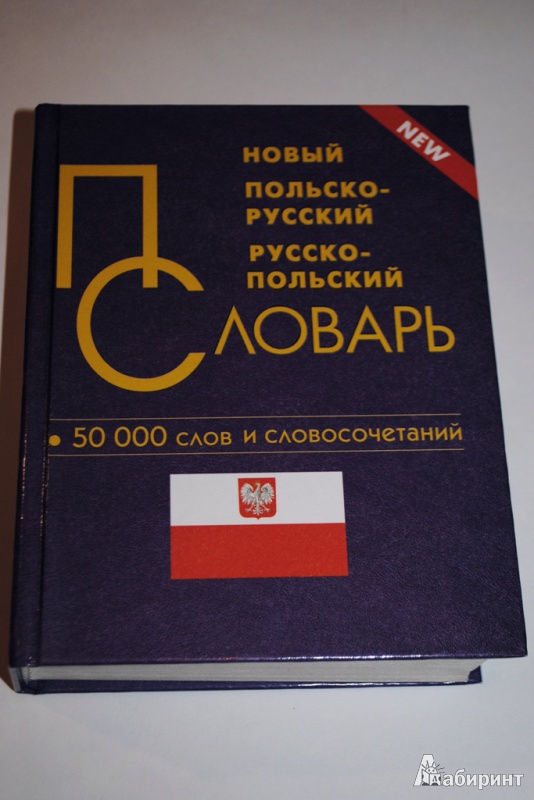 NEW
НОВЫЙ
ПОЛЬСКО-
РУССКИЙ
РУССКО-
ПОЛЬСКИЙ
П
СЛОВАРЬ
• 50 000 СЛОВ И СЛОВОСОЧЕТАНИЙ
Лабиринт